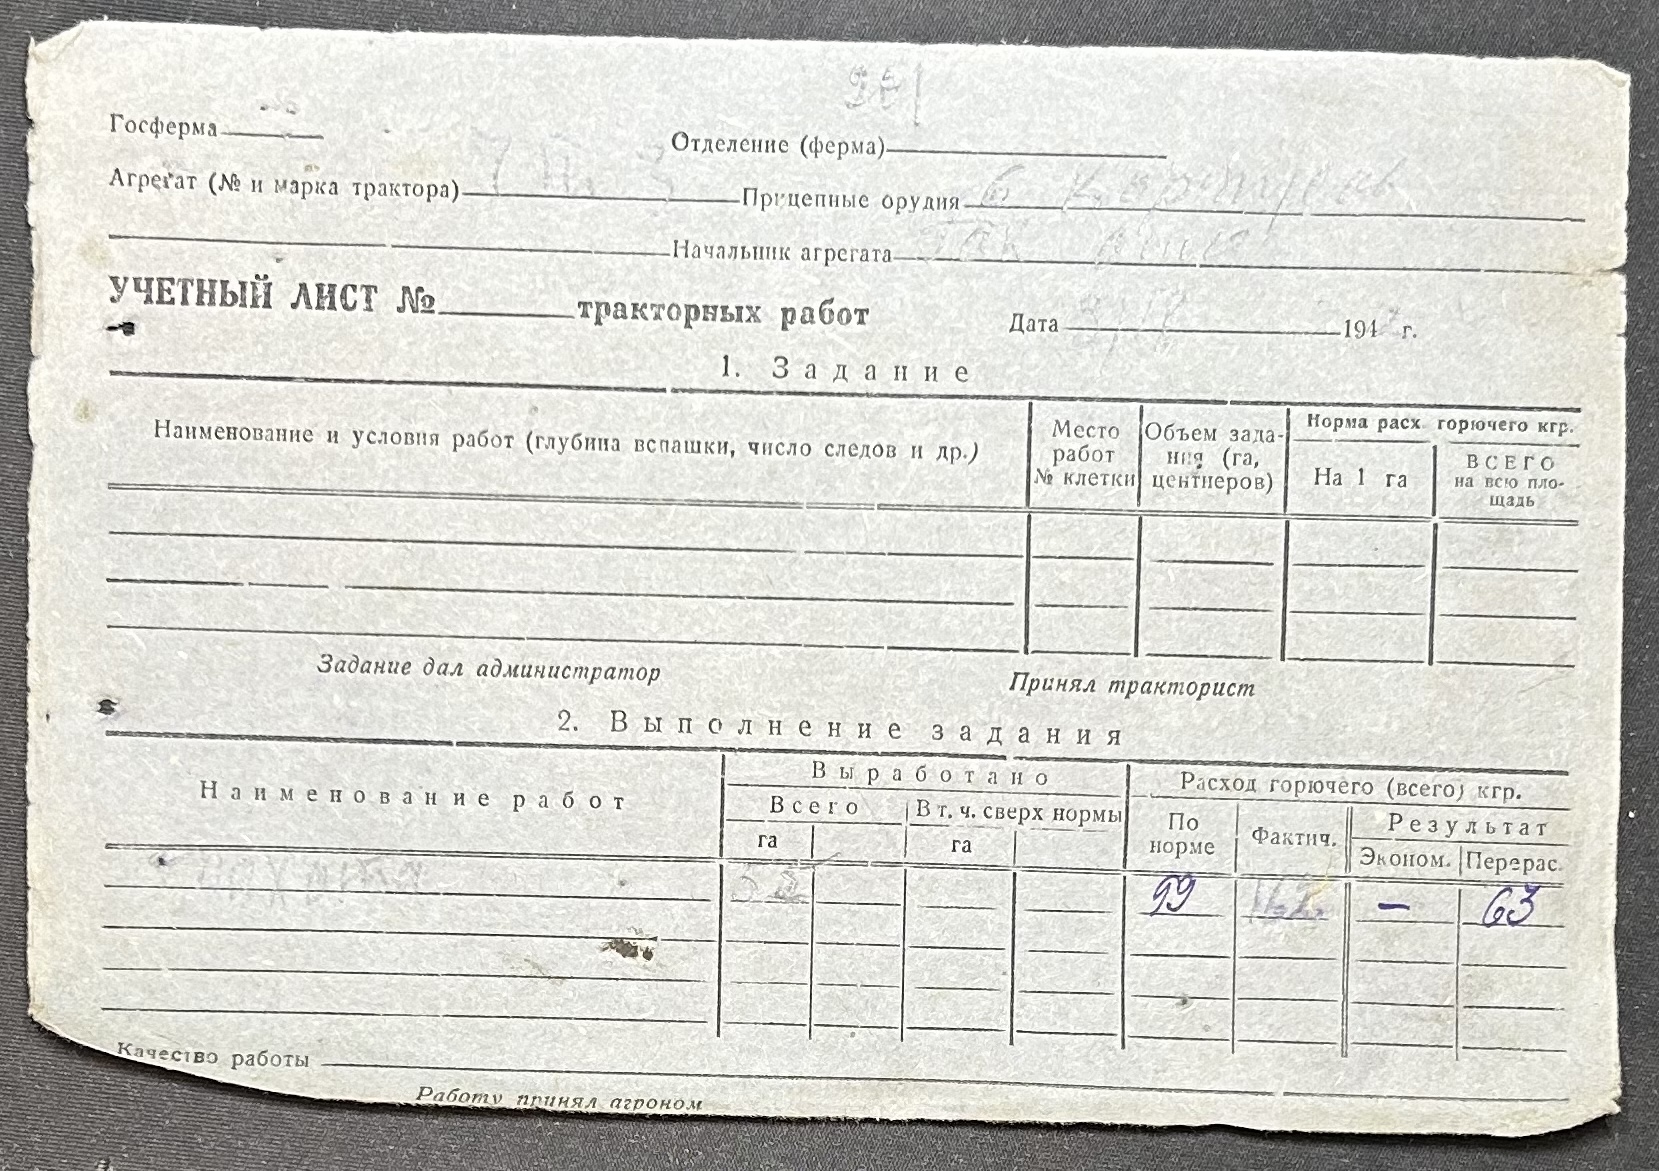 Госферма
Отделение (ферма)
Агрегат (№ и марка трактора) Прицепные орудия
Начальник агрегата
УЧЕТНЫЙ ЛИСТ № тракторных работ Дата 194 г.
1. Задание
Наименование и условия работ (глубина вспашки, число следов и др.)
Место работ № клетки
Объем задания (га, центнеров)
Норма расх. горючего кгр.
На 1 га
ВСЕГО на всю площадь
Задание дал администратор Принял тракторист
2. Выполнение задания
Наименование работ
Выработано
Всего
В т. ч. сверх нормы
га
га
Расход горючего (всего) кгр.
По норме
Фактич.
Результат
Эконом.
Перерас.
99 162 — 63
Качество работы
Работу принял агроном